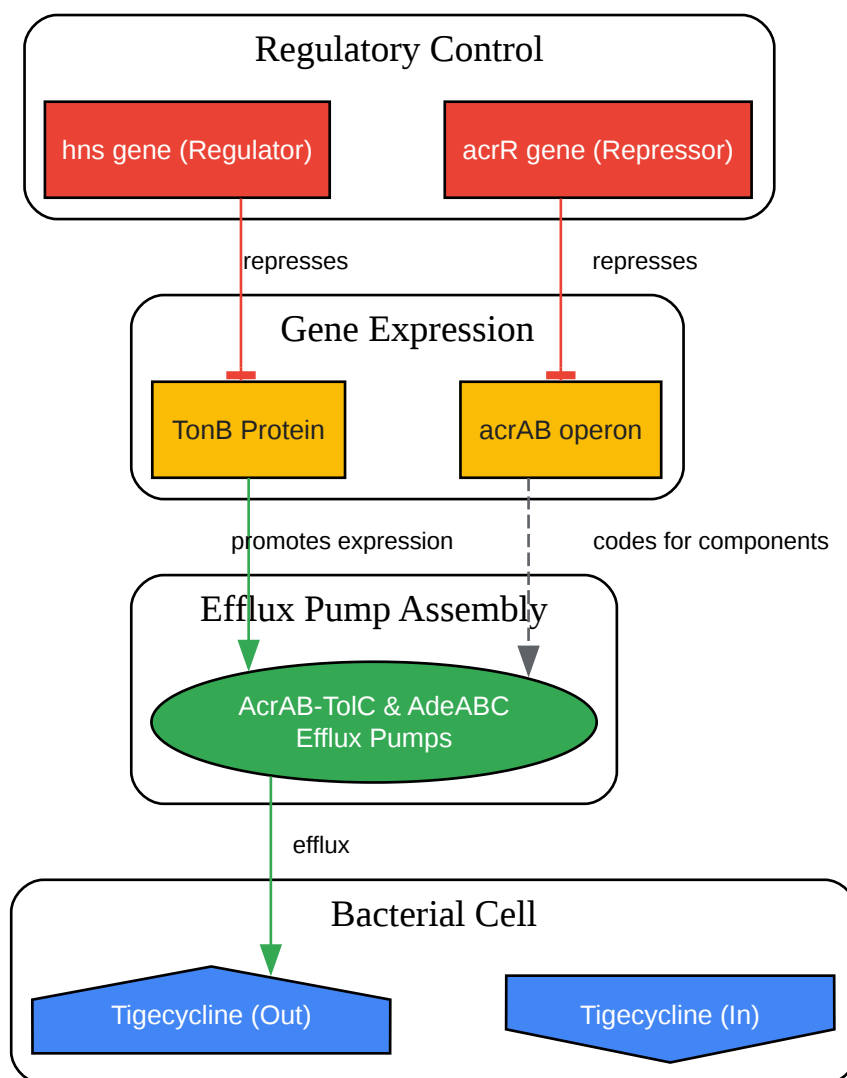 Regulatory Control
hns gene (Regulator)
acrR gene (Repressor)
represses
represses
Gene Expression
TonB Protein
acrAB operon
promotes expression
codes for components
Efflux Pump Assembly
AcrAB-TolC & AdeABC
Efflux Pumps
efflux
Bacterial Cell
Tigecycline (Out)
Tigecycline (In)